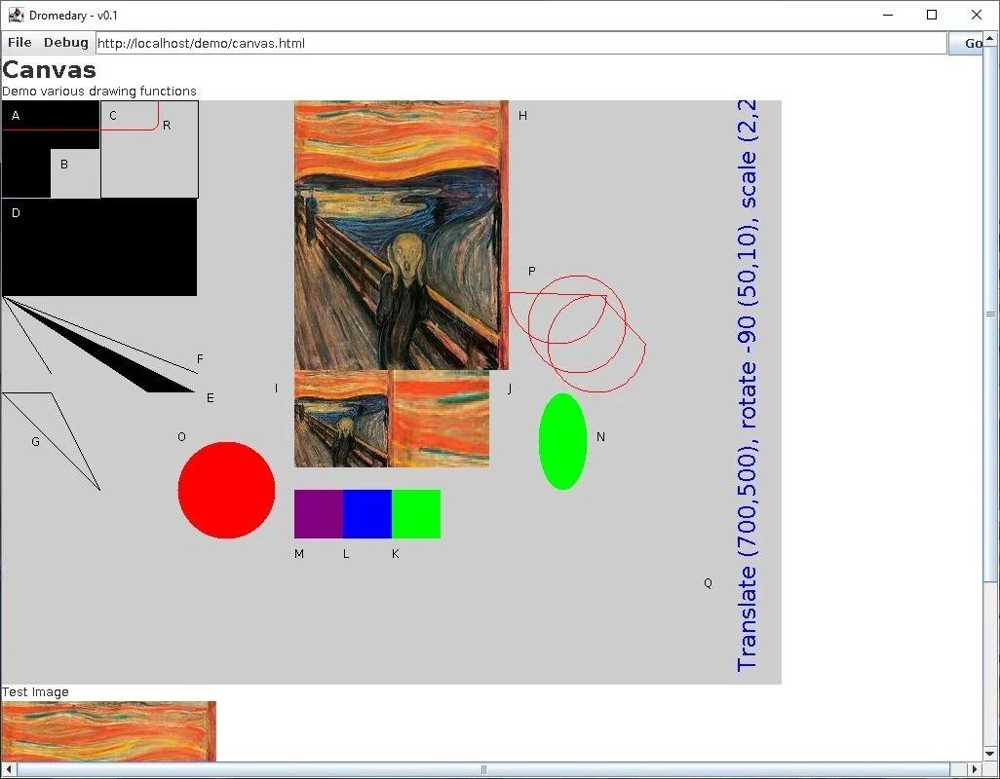 Dromedary - v0.1
File Debug http://localhost/demo/canvas.html Go
Canvas
Demo various drawing functions
A
C
R
H
B
D
P
F
E
I
J
G
O
N
M L K
Q
Translate (700,500), rotate -90 (50,10), scale (2,2
Test Image